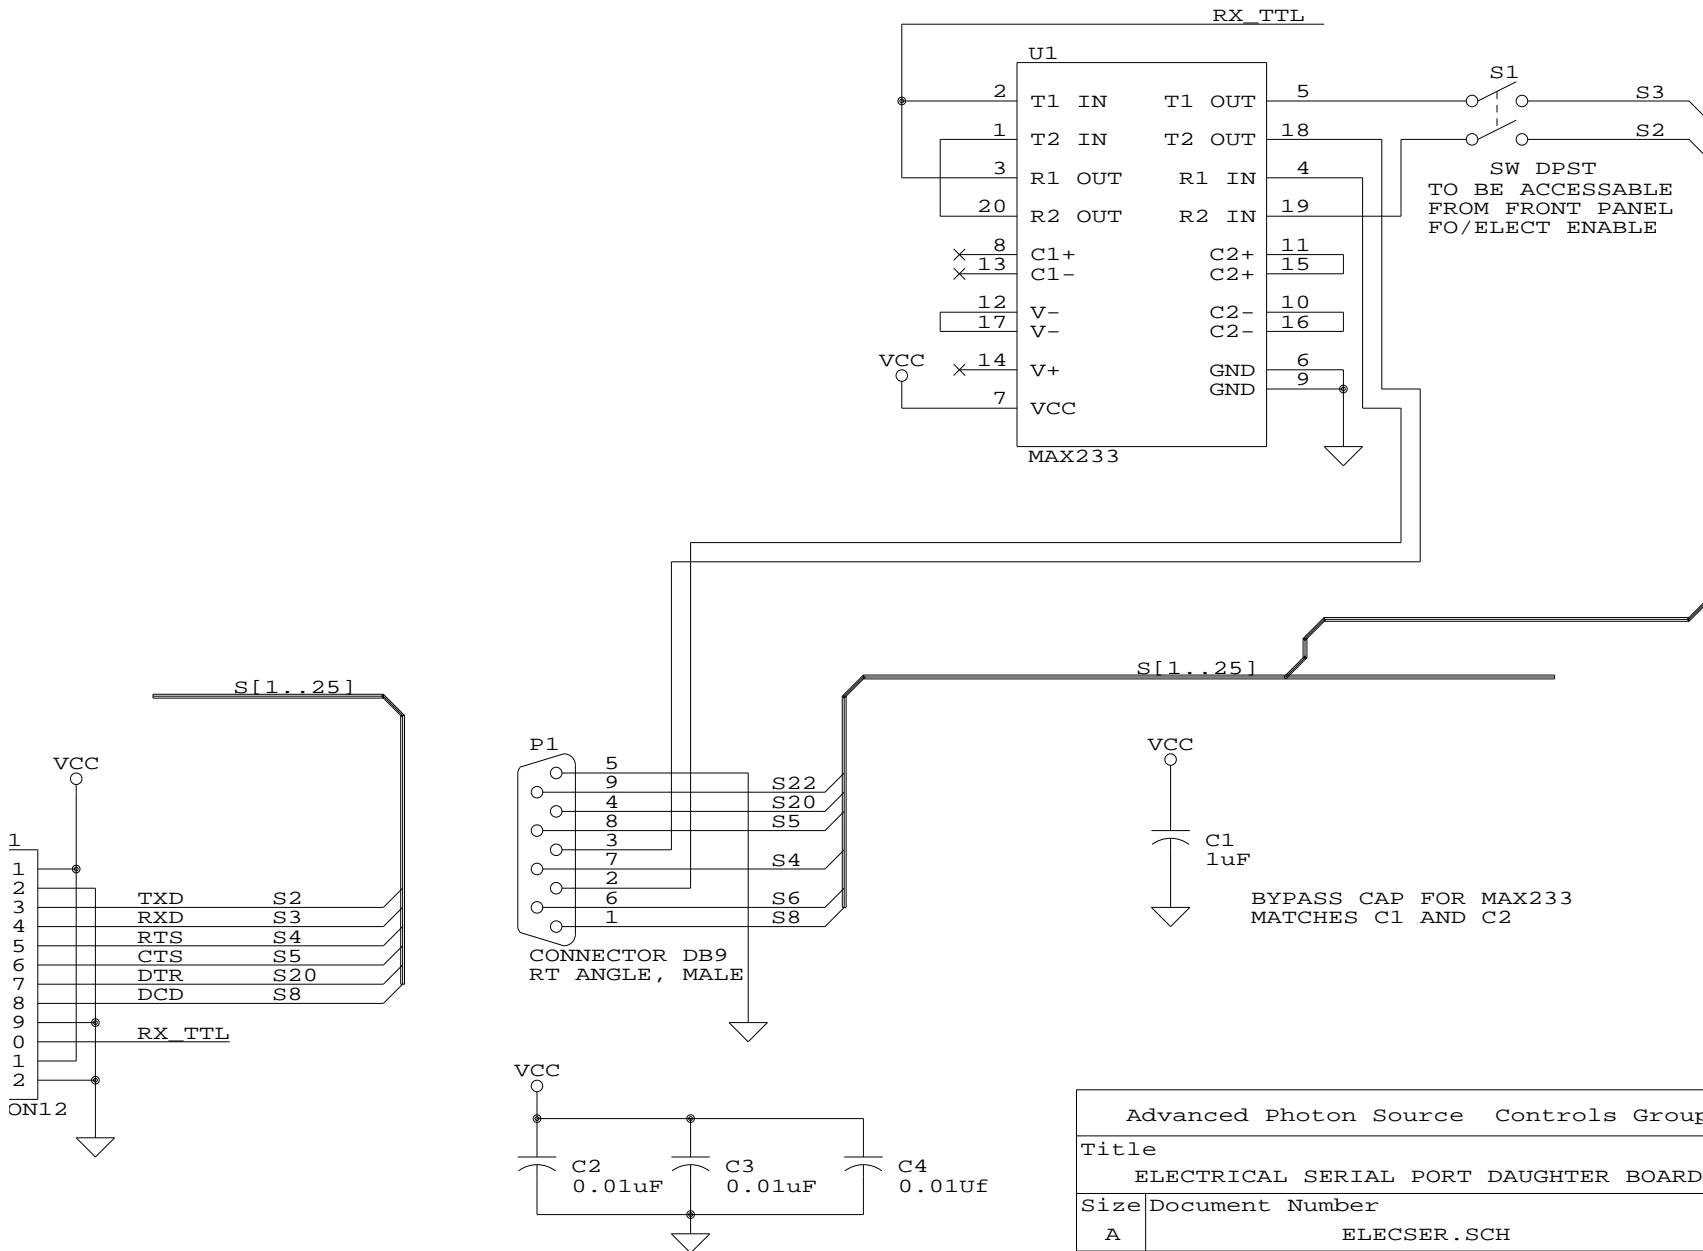 RX_TTL
U1
2 T1 IN T1 OUT 5
1 T2 IN T2 OUT 18
3 R1 OUT R1 IN 4
20 R2 OUT R2 IN 19
8 C1+ C2+ 11
13 C1- C2+ 15
12 V- C2- 10
17 V- C2- 16
14 V+ GND 6
GND 9
7 VCC
VCC
MAX233
S1
S3
S2
SW DPST
TO BE ACCESSABLE
FROM FRONT PANEL
FO/ELECT ENABLE
S[1..25]
S[1..25]
VCC
1
1
2
3 TXD S2
4 RXD S3
5 RTS S4
6 CTS S5
7 DTR S20
8 DCD S8
9
0 RX_TTL
1
2
ON12
P1
5
9 S22
4 S20
8 S5
3
7 S4
2
6 S6
1 S8
CONNECTOR DB9
RT ANGLE, MALE
VCC
C1
1uF
BYPASS CAP FOR MAX233
MATCHES C1 AND C2
VCC
C2 C3 C4
0.01uF 0.01uF 0.01Uf
Advanced Photon Source Controls Group
Title
ELECTRICAL SERIAL PORT DAUGHTER BOARD
Size Document Number
A ELECSER.SCH